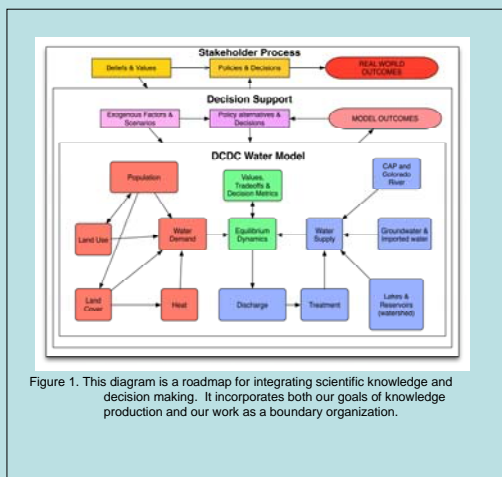 Stakeholder Process
Beliefs & Values
Policies & Decisions
REAL WORLD
OUTCOMES
Decision Support
Exogenous Factors &
Scenarios
Policy alternatives &
Decisions
MODEL OUTCOMES
DCDC Water Model
Population
Values,
Tradeoffs &
Decision Metrics
CAP and
Colorado
River
Land Use
Water
Demand
Equilibrium
Dynamics
Water
Supply
Groundwater &
Imported water
Land
Cover
Heat
Discharge
Treatment
Lakes &
Reservoirs
(watershed)
Figure 1. This diagram is a roadmap for integrating scientific knowledge and
decision making. It incorporates both our goals of knowledge
production and our work as a boundary organization.